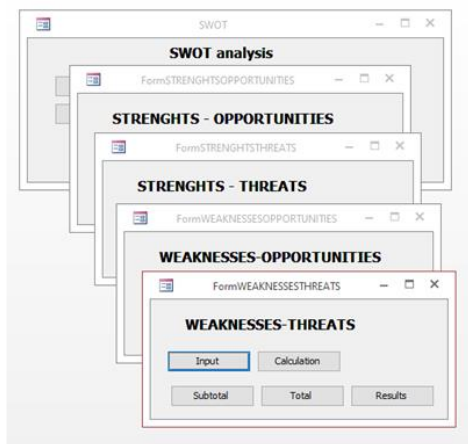 SWOT
SWOT analysis
FormSTRENGHTSOPPORTUNITIES
STRENGHTS - OPPORTUNITIES
FormSTRENGHTSTHREATS
STRENGHTS - THREATS
FormWEAKNESSESOPPORTUNITIES
WEAKNESSES-OPPORTUNITIES
FormWEAKNESSESTHREATS
WEAKNESSES-THREATS
Input Calculation
Subtotal Total Results